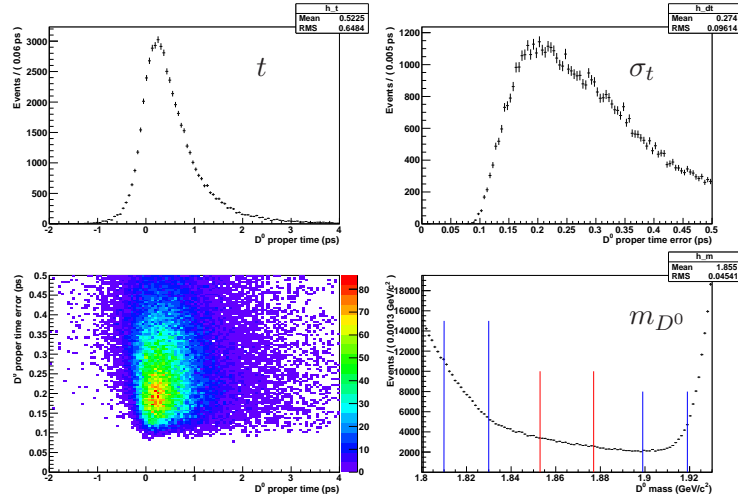 h_t
Mean 0.5225
RMS 0.6484
Events / ( 0.06 ps )
3000
2500
2000
1500
1000
500
0
t
-2 -1 0 1 2 3 4
D⁰ proper time (ps)
h_dt
Mean 0.274
RMS 0.09614
Events / ( 0.005 ps )
1200
1000
800
600
400
200
0
σ_t
0 0.05 0.1 0.15 0.2 0.25 0.3 0.35 0.4 0.45 0.5
D⁰ proper time error (ps)
D⁰ proper time error (ps)
0.5
0.45
0.4
0.35
0.3
0.25
0.2
0.15
0.1
0.05
0
-2 -1 0 1 2 3 4
D⁰ proper time (ps)
80
70
60
50
40
30
20
10
0
h_m
Mean 1.855
RMS 0.04541
Events / ( 0.0013 GeV/c² )
18000
16000
14000
12000
10000
8000
6000
4000
2000
m_{D⁰}
1.8 1.82 1.84 1.86 1.88 1.9 1.92
D⁰ mass (GeV/c²)